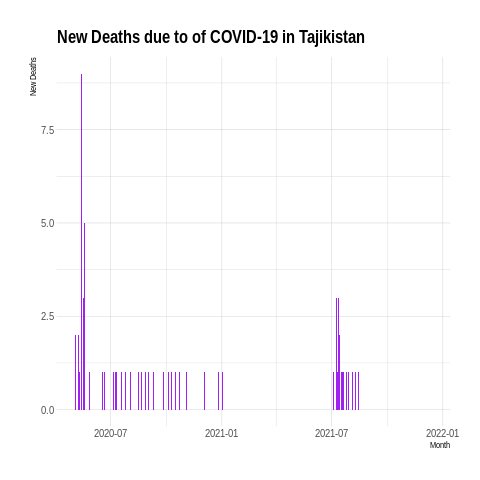 New Deaths due to of COVID-19 in Tajikistan
New Deaths
7.5
5.0
2.5
0.0
2020-07 2021-01 2021-07 2022-01
Month